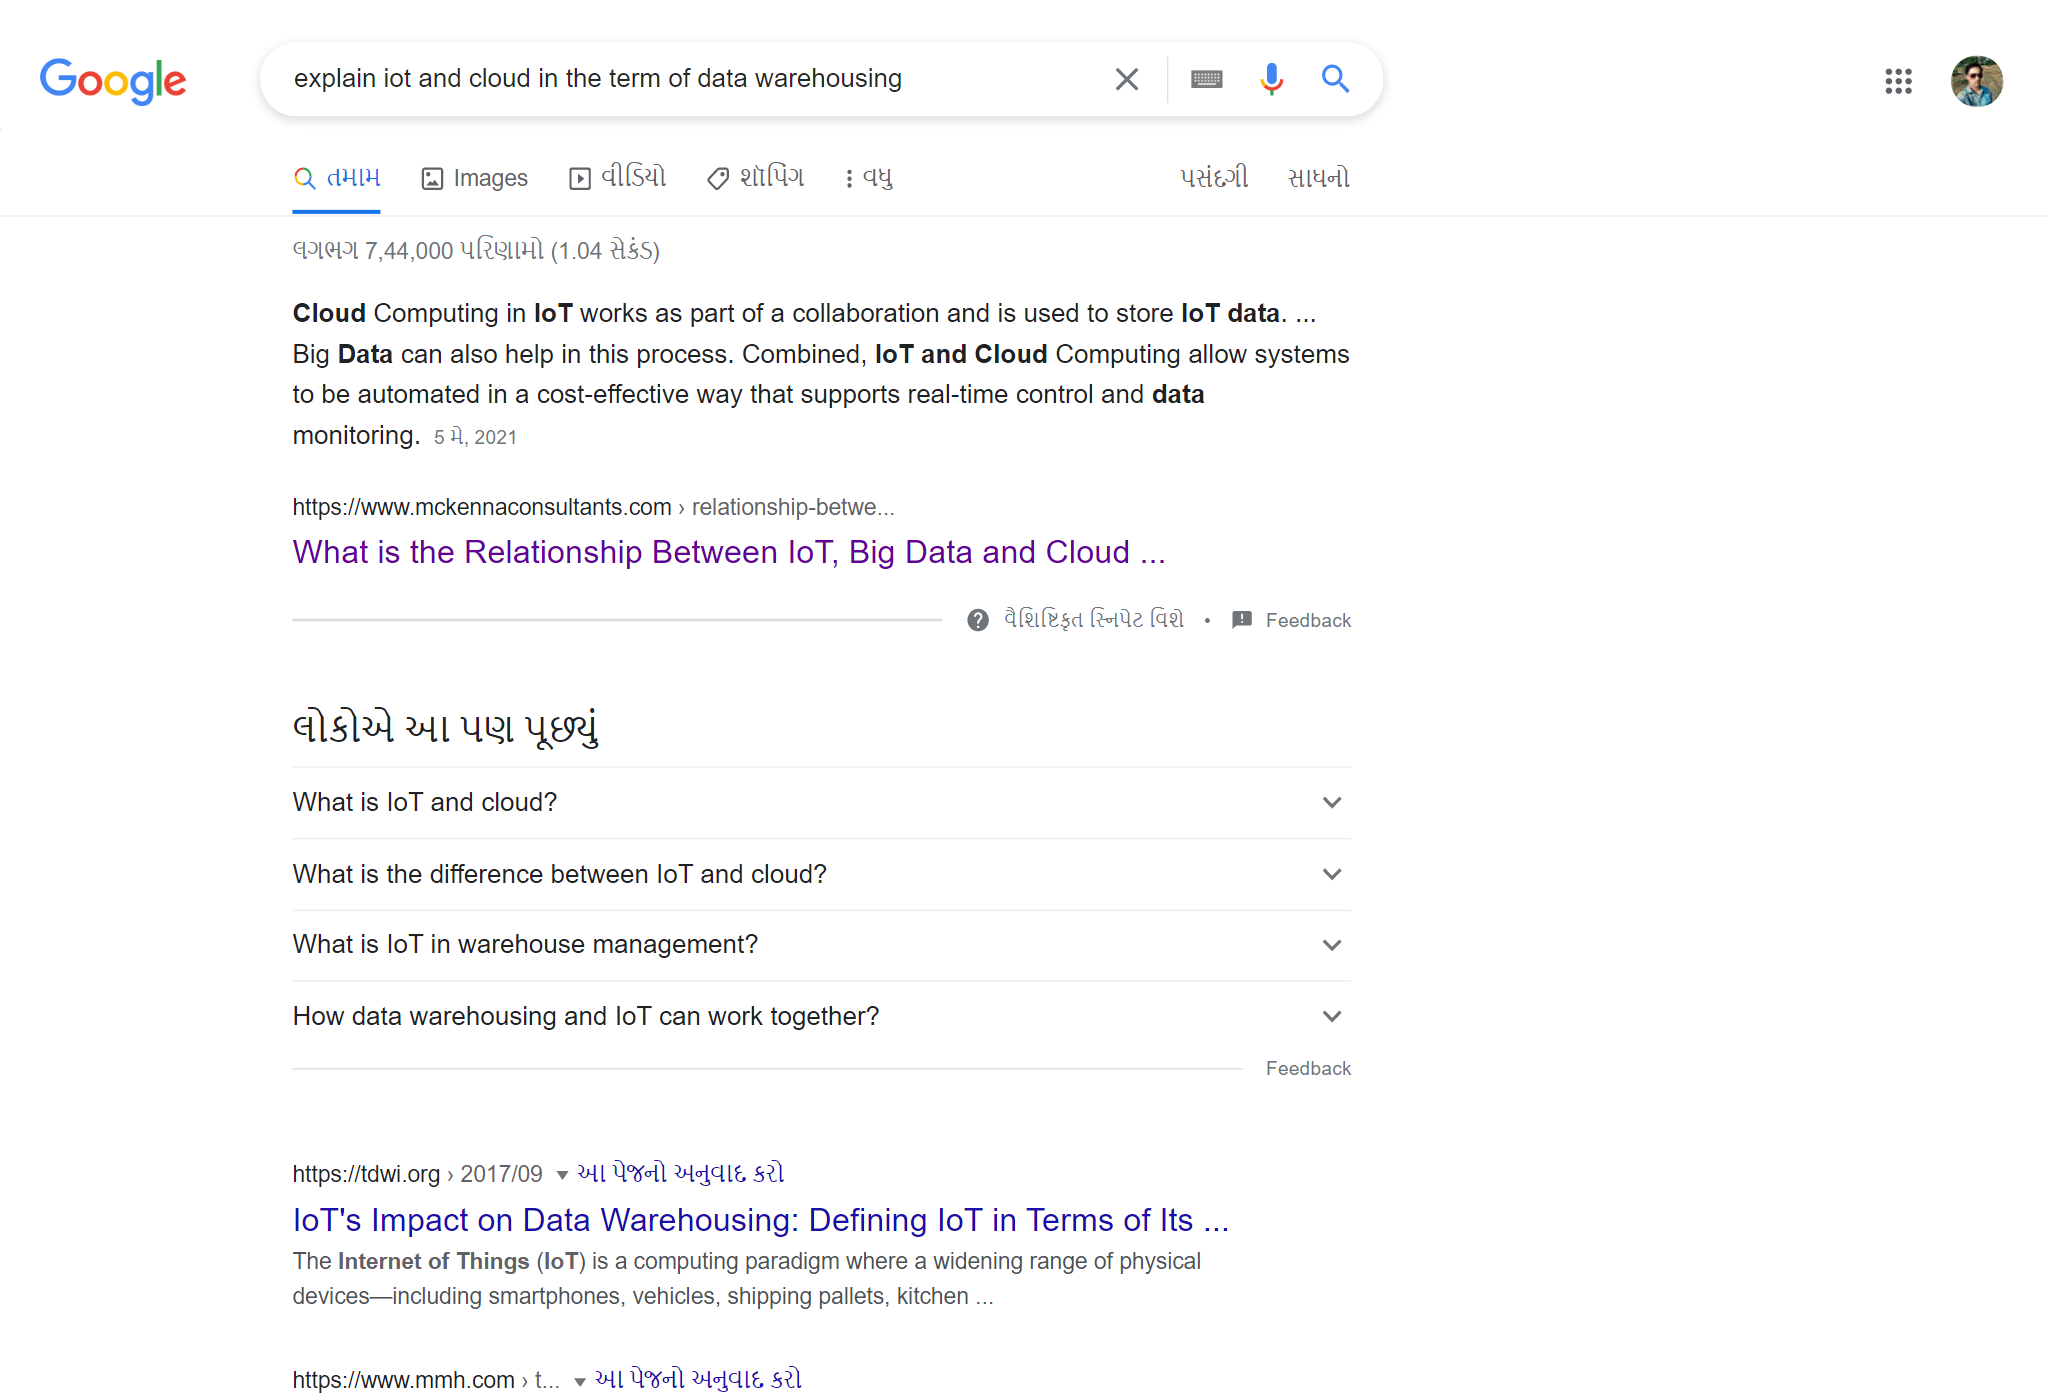 Google
explain iot and cloud in the term of data warehousing
તમામ Images વીડિયો શૉપિંગ વધુ પસંદગી સાધનો
લગભગ 7,44,000 પરિણામો (1.04 સેકંડ)
Cloud Computing in IoT works as part of a collaboration and is used to store IoT data. ...
Big Data can also help in this process. Combined, IoT and Cloud Computing allow systems
to be automated in a cost-effective way that supports real-time control and data
monitoring. 5 મે, 2021
https://www.mckennaconsultants.com › relationship-betwe...
What is the Relationship Between IoT, Big Data and Cloud ...
વૈશિષ્ટિકૃત સ્નિપેટ વિશે • Feedback
લોકોએ આ પણ પૂછ્યું
What is IoT and cloud?
What is the difference between IoT and cloud?
What is IoT in warehouse management?
How data warehousing and IoT can work together?
Feedback
https://tdwi.org › 2017/09 ▾ આ પેજનો અનુવાદ કરો
IoT's Impact on Data Warehousing: Defining IoT in Terms of Its ...
The Internet of Things (IoT) is a computing paradigm where a widening range of physical
devices—including smartphones, vehicles, shipping pallets, kitchen ...
https://www.mmh.com › t... ▾ આ પેજનો અનુવાદ કરો